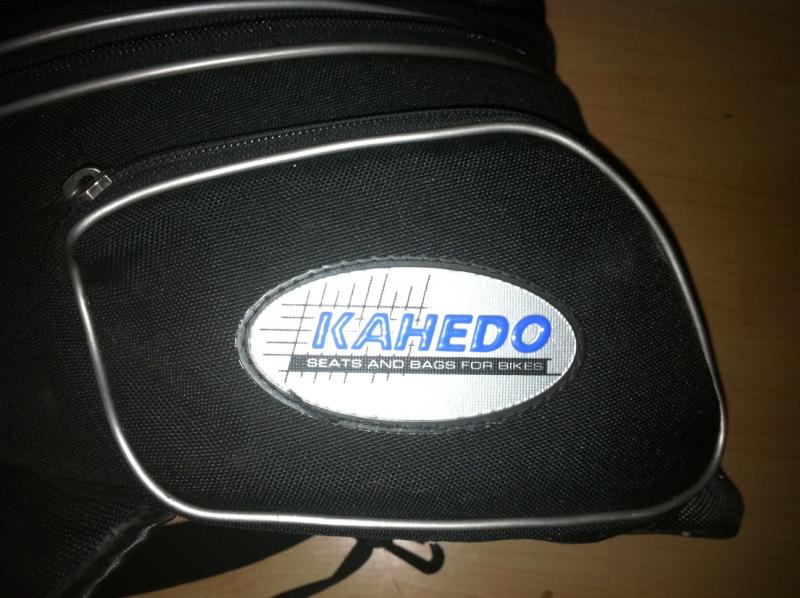 KAHEDO
SEATS AND BAGS FOR BIKES